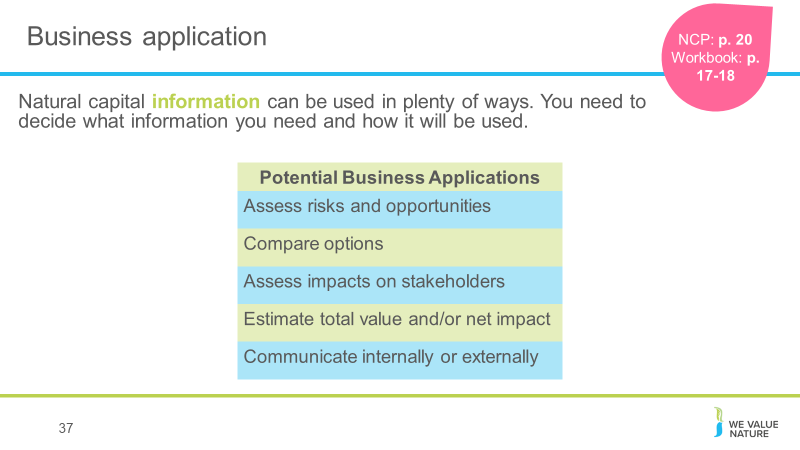 Business application
NCP: p. 20
Workbook: p.
17-18
Natural capital information can be used in plenty of ways. You need to
decide what information you need and how it will be used.
Potential Business Applications
Assess risks and opportunities
Compare options
Assess impacts on stakeholders
Estimate total value and/or net impact
Communicate internally or externally
37
WE VALUE
NATURE